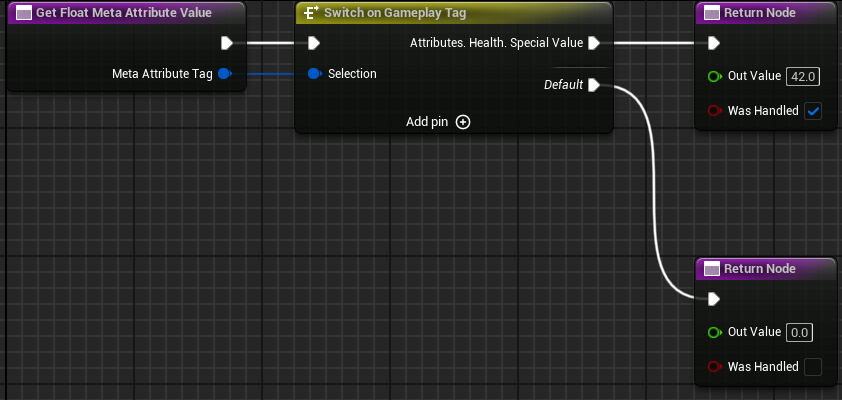 Get Float Meta Attribute Value
Meta Attribute Tag
Switch on Gameplay Tag
Attributes. Health. Special Value
Selection
Default
Add pin
Return Node
Out Value 42.0
Was Handled
Return Node
Out Value 0.0
Was Handled